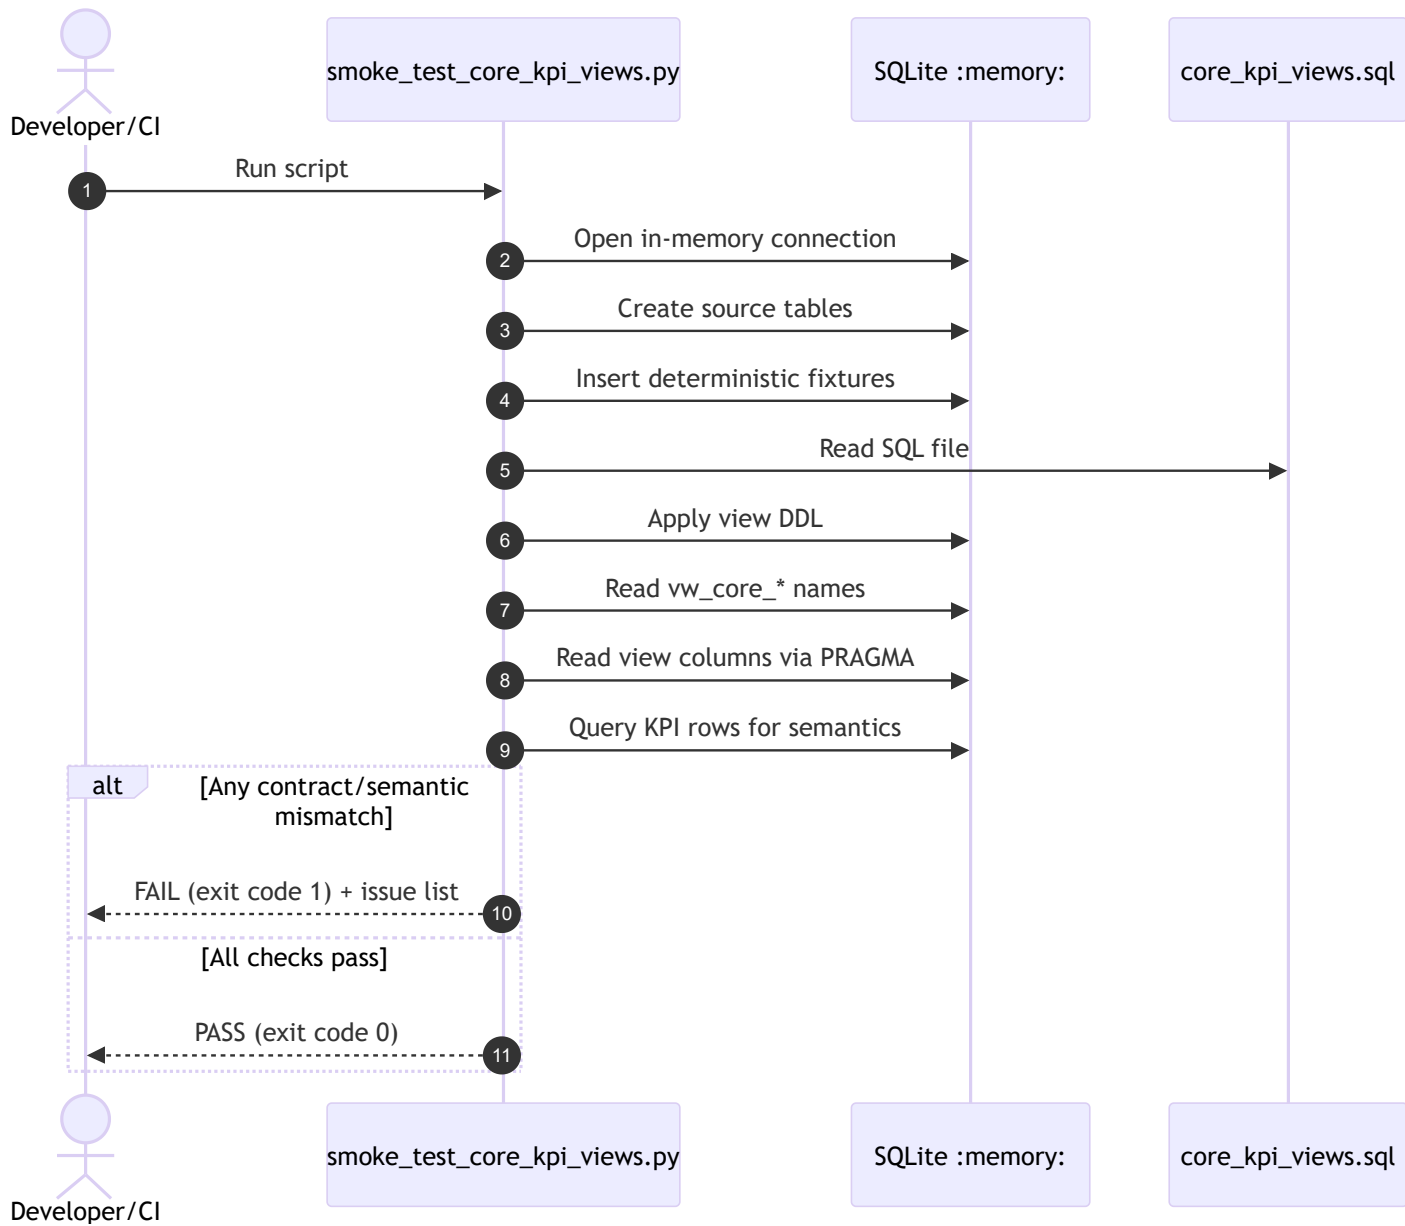 smoke_test_core_kpi_views.py
SQLite :memory:
core_kpi_views.sql
Developer/CI
Run script
1
Open in-memory connection
2
Create source tables
3
Insert deterministic fixtures
4
Read SQL file
5
Apply view DDL
6
Read vw_core_* names
7
Read view columns via PRAGMA
8
Query KPI rows for semantics
9
alt
[Any contract/semantic
mismatch]
FAIL (exit code 1) + issue list
10
[All checks pass]
PASS (exit code 0)
11
smoke_test_core_kpi_views.py
SQLite :memory:
core_kpi_views.sql
Developer/CI